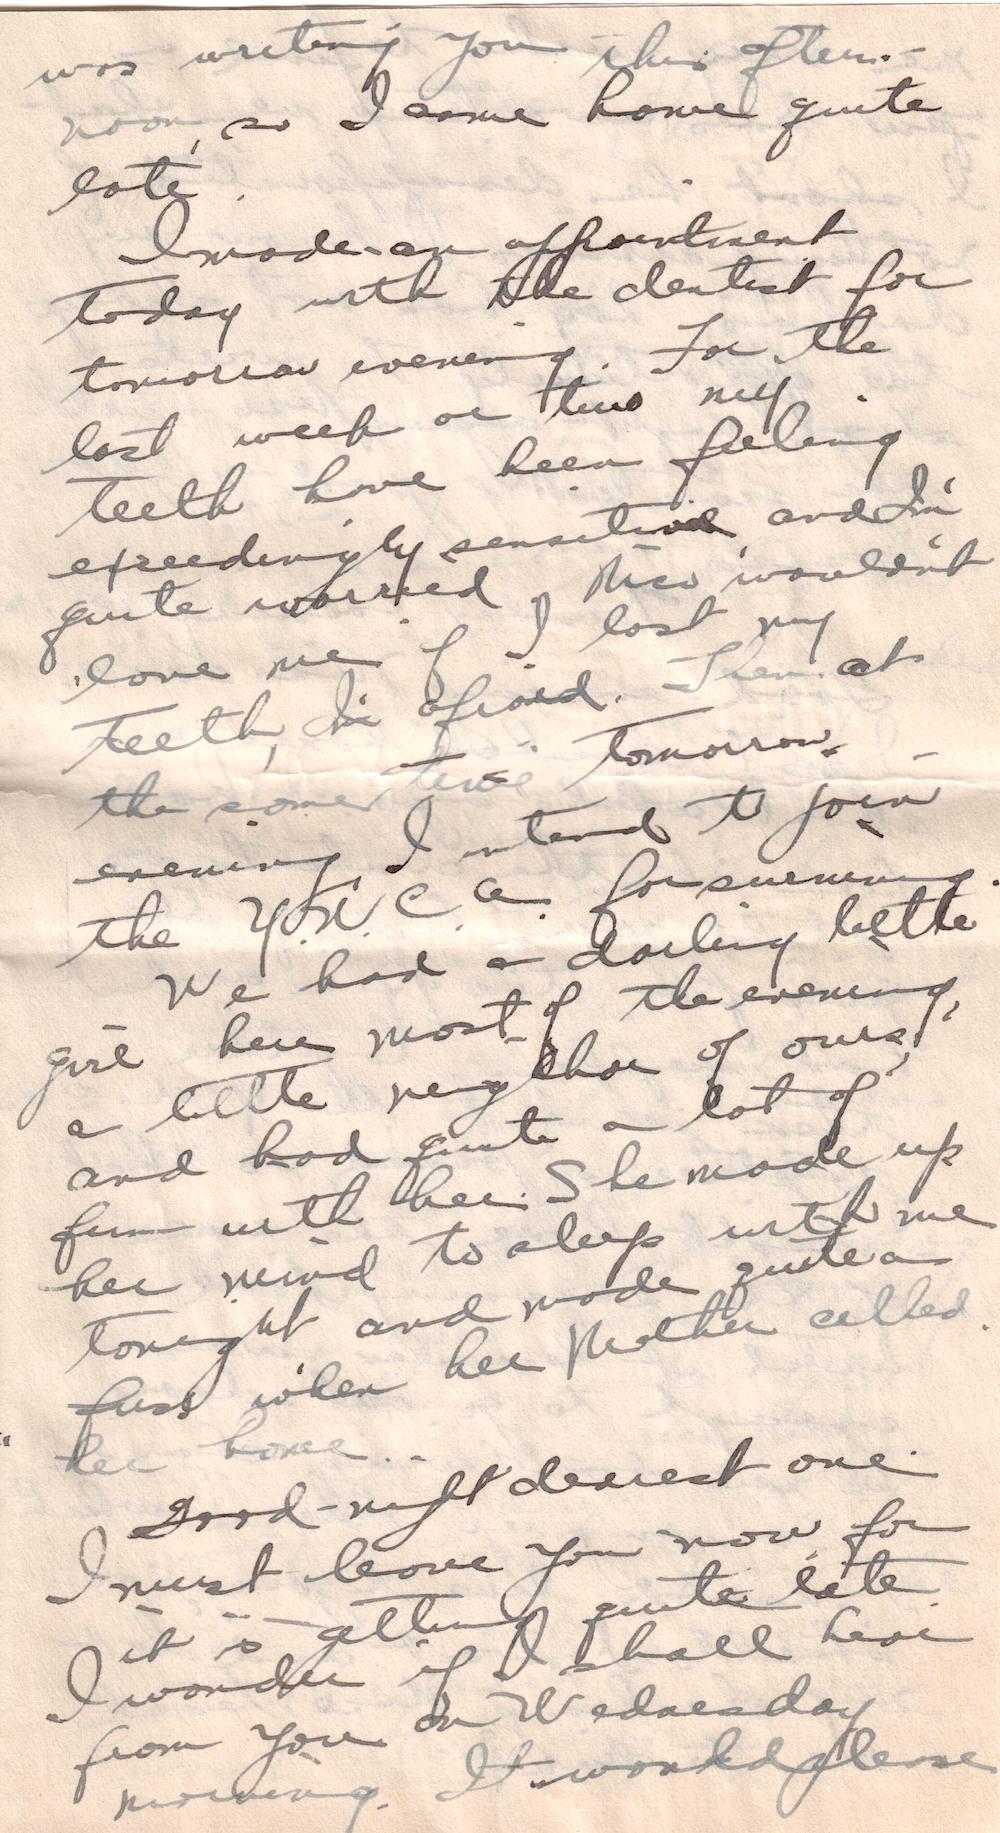 was writing you this after-
noon, so I came home quite
late.
I made an appointment
today with the dentist for
tomorrow evening. For the
last week or two my
teeth have been feeling
exceedingly sensitive and I'm
quite worried, wouldn't
love me if I lost my
teeth, I'm afraid. Then at
the same time tomorrow
evening, I intend to join
the Y.W.C.A. for swimming.
We had a darling little
girl here most of the evening,
a little neighbor of ours,
and had quite a lot of
fun with her. She made up
her mind to sleep with me
tonight and made quite a
fuss when her Mother called
her home..
Good-night dearest one.
I must leave you now for
it is getting quite late.
I wonder if I shall hear
from you on Wednesday
morning. It would please